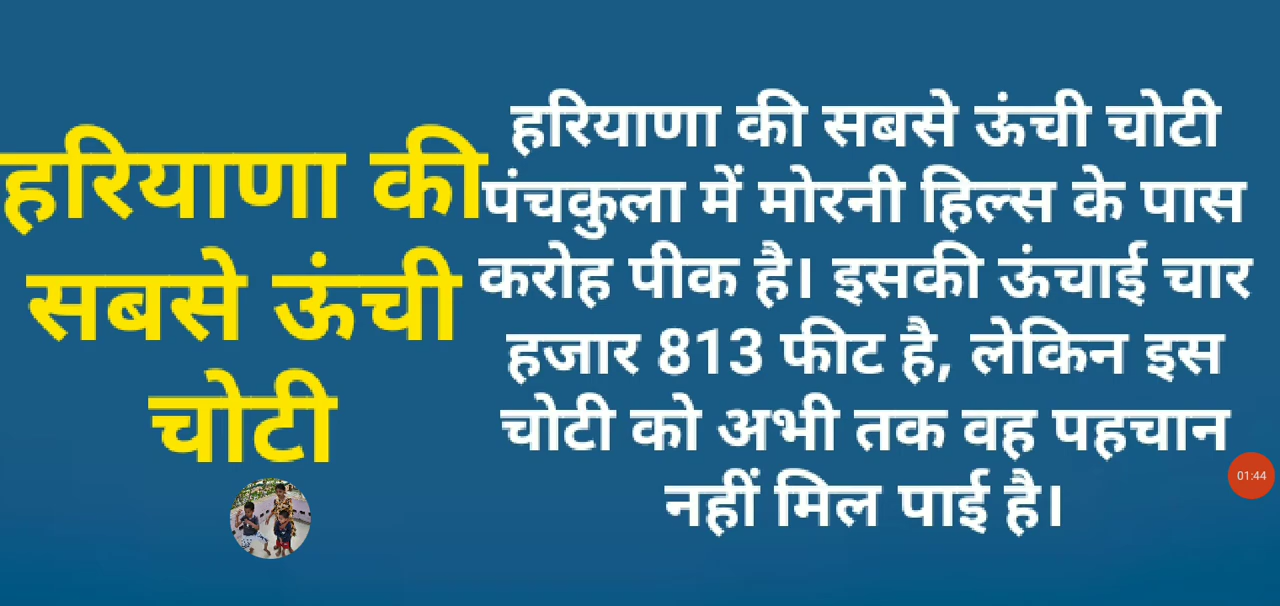 हरियाणा की
सबसे ऊंची
चोटी
हरियाणा की सबसे ऊंची चोटी
पंचकुला में मोरनी हिल्स के पास
करोह पीक है। इसकी ऊंचाई चार
हजार 813 फीट है, लेकिन इस
चोटी को अभी तक वह पहचान
नहीं मिल पाई है।
01:44